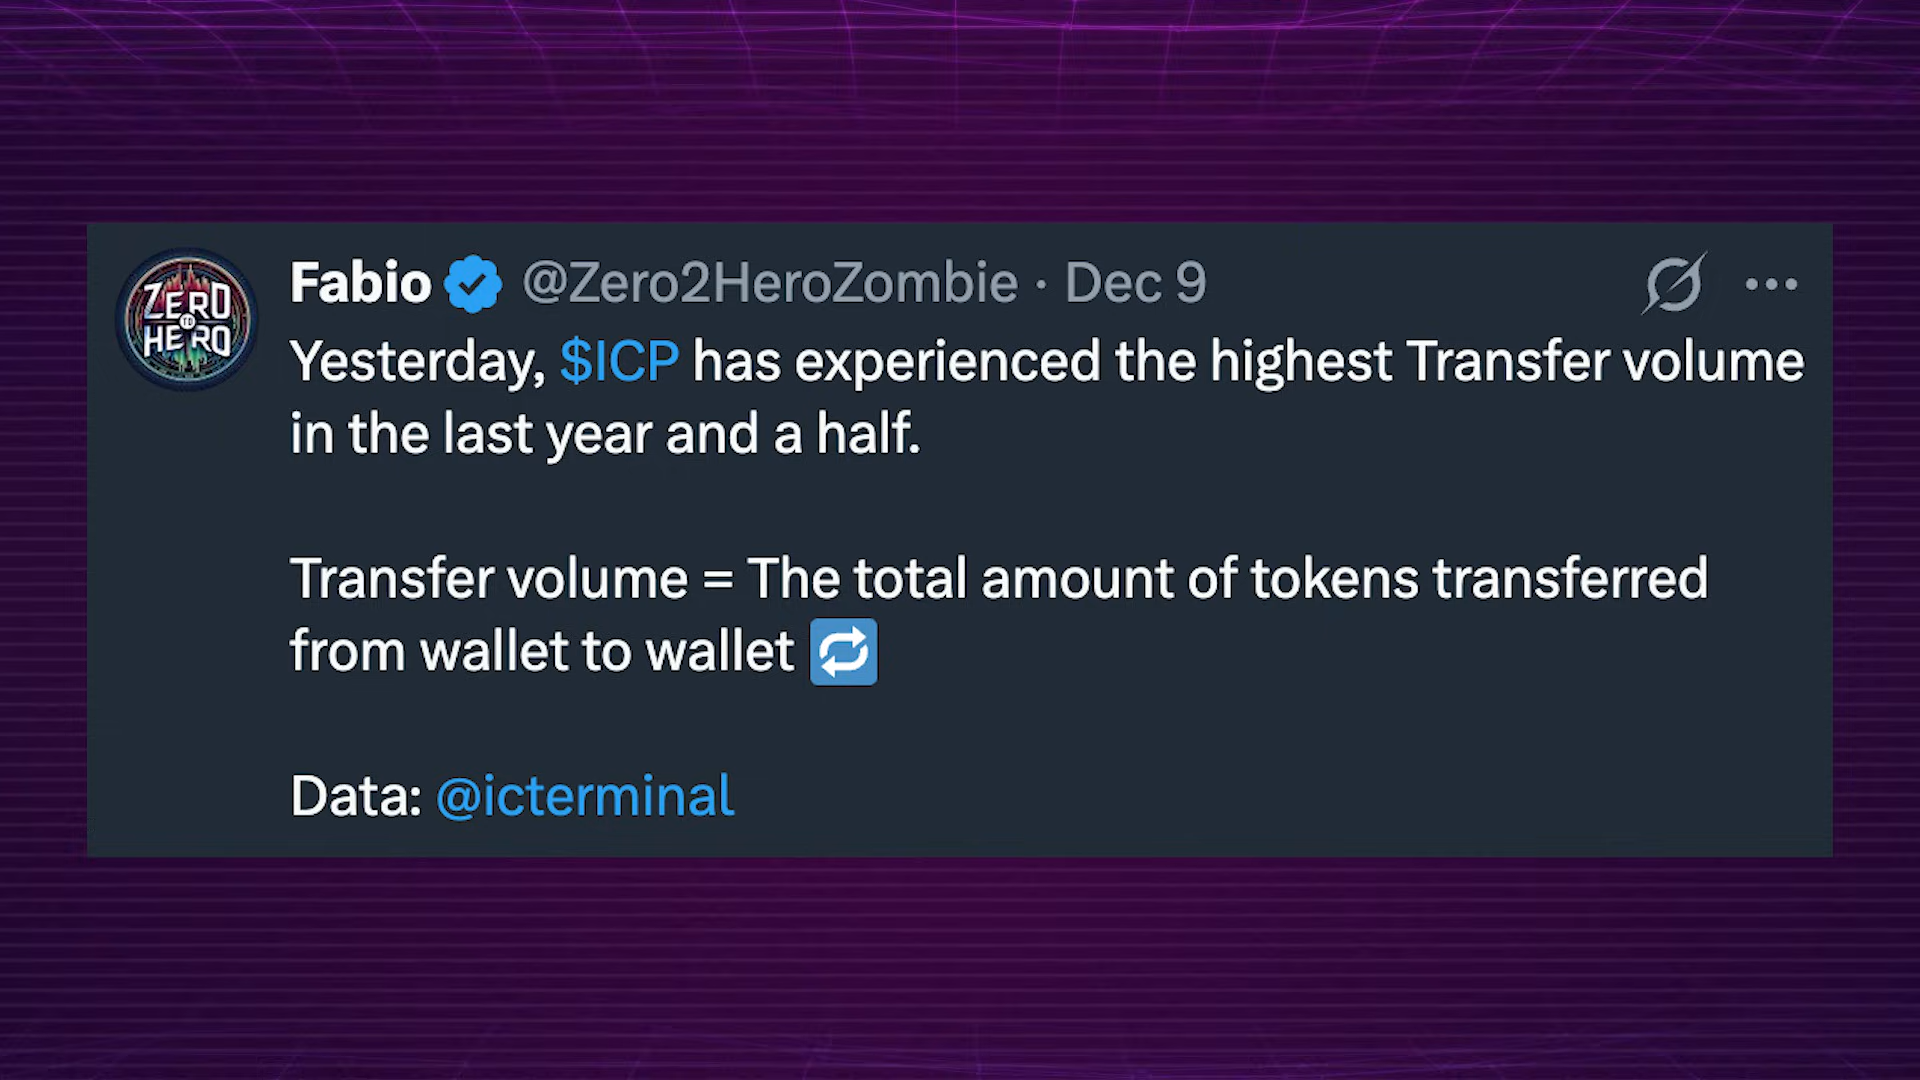 ZERO
TO
HERO
Fabio @Zero2HeroZombie · Dec 9
Yesterday, $ICP has experienced the highest Transfer volume
in the last year and a half.
Transfer volume = The total amount of tokens transferred
from wallet to wallet 🔁
Data: @icterminal